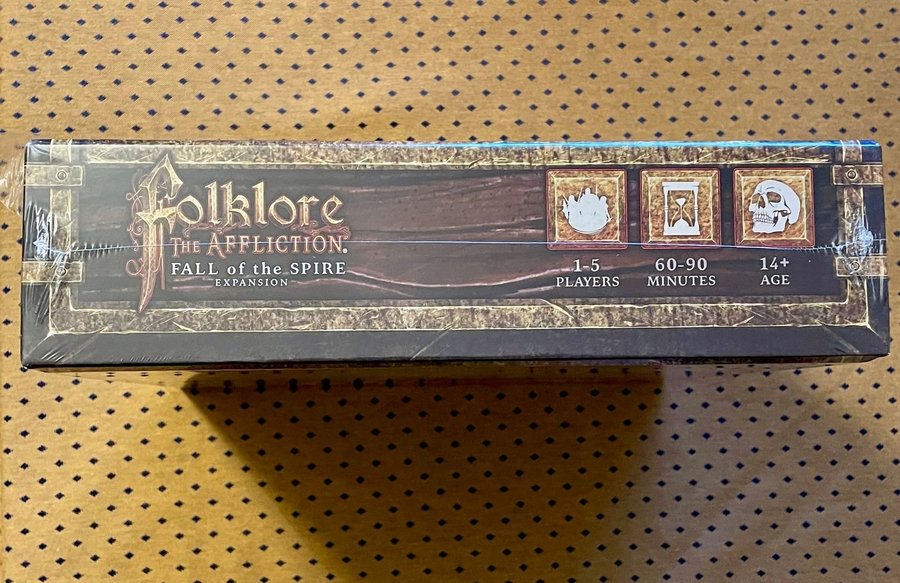 Folklore
THE AFFLICTION®
FALL of the SPIRE
EXPANSION
1-5
PLAYERS
60-90
MINUTES
14+
AGE